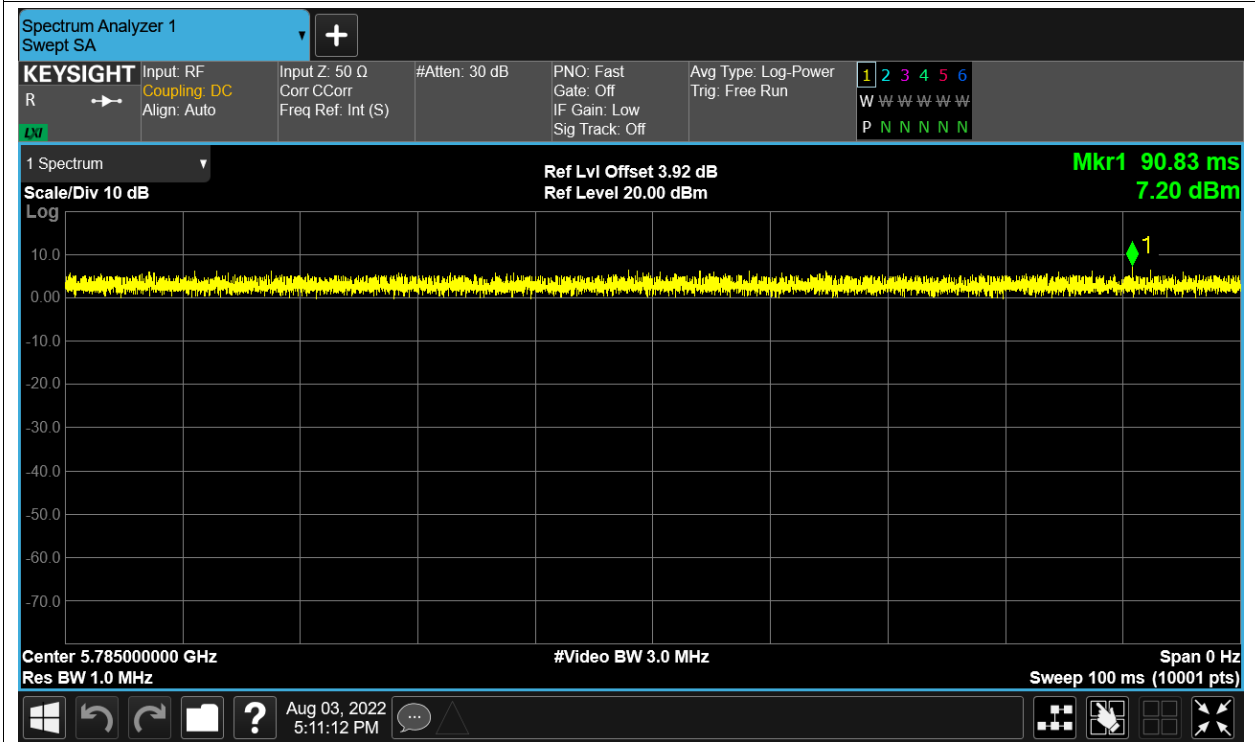 Spectrum Analyzer 1
Swept SA
+
KEYSIGHT
R
LXI
Input: RF
Coupling: DC
Align: Auto
Input Z: 50 Ω
Corr CCorr
Freq Ref: Int (S)
#Atten: 30 dB
PNO: Fast
Gate: Off
IF Gain: Low
Sig Track: Off
Avg Type: Log-Power
Trig: Free Run
1 2 3 4 5 6
W W W W W W
P N N N N N
1 Spectrum
Scale/Div 10 dB
Ref Lvl Offset 3.92 dB
Ref Level 20.00 dBm
Mkr1 90.83 ms
7.20 dBm
Log
10.0
0.00
-10.0
-20.0
-30.0
-40.0
-50.0
-60.0
-70.0
1
Center 5.785000000 GHz
#Video BW 3.0 MHz
Span 0 Hz
Res BW 1.0 MHz
Sweep 100 ms (10001 pts)
?
Aug 03, 2022
5:11:12 PM